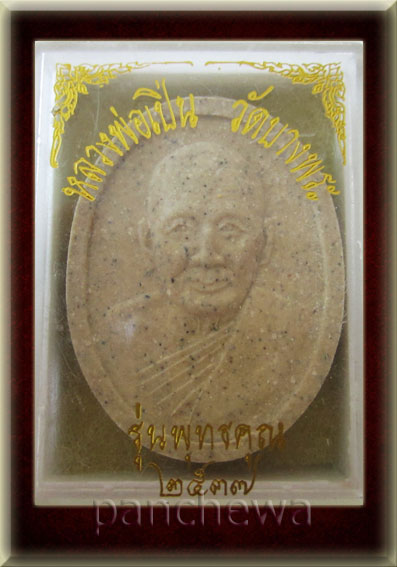 หลวงพ่อเปิ่น วัดบางพระ
รุ่นพุทธคุณ
๒๕๓๗
panchewa